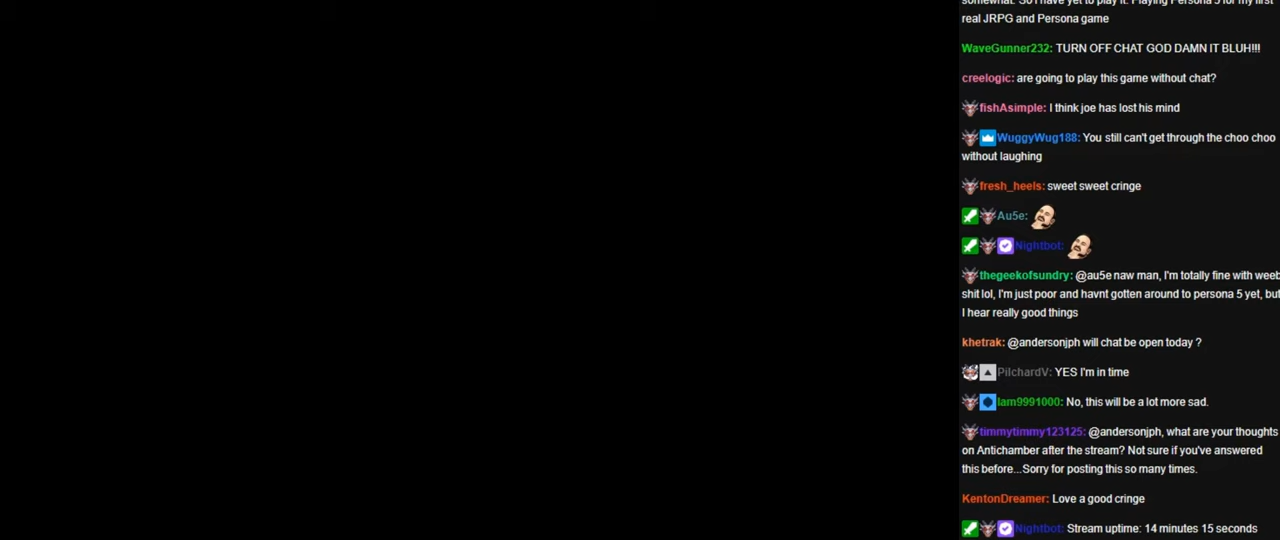 somewhat. So I have yet to play it. Playing Persona 5 for my first
real JRPG and Persona game
WaveGunner232: TURN OFF CHAT GOD DAMN IT BLUH!!!
creelogic: are going to play this game without chat?
fishAsimple: I think joe has lost his mind
WuggyWug188: You still can't get through the choo choo
without laughing
fresh_heels: sweet sweet cringe
Au5e:
Nightbot:
thegeekofsundry: @au5e naw man, I'm totally fine with weeb
shit lol, I'm just poor and havnt gotten around to persona 5 yet, but
I hear really good things
khetrak: @andersonjph will chat be open today ?
PilchardV: YES I'm in time
lam9991000: No, this will be a lot more sad.
timmytimmy123125: @andersonjph, what are your thoughts
on Antichamber after the stream? Not sure if you've answered
this before...Sorry for posting this so many times.
KentonDreamer: Love a good cringe
Nightbot: Stream uptime: 14 minutes 15 seconds